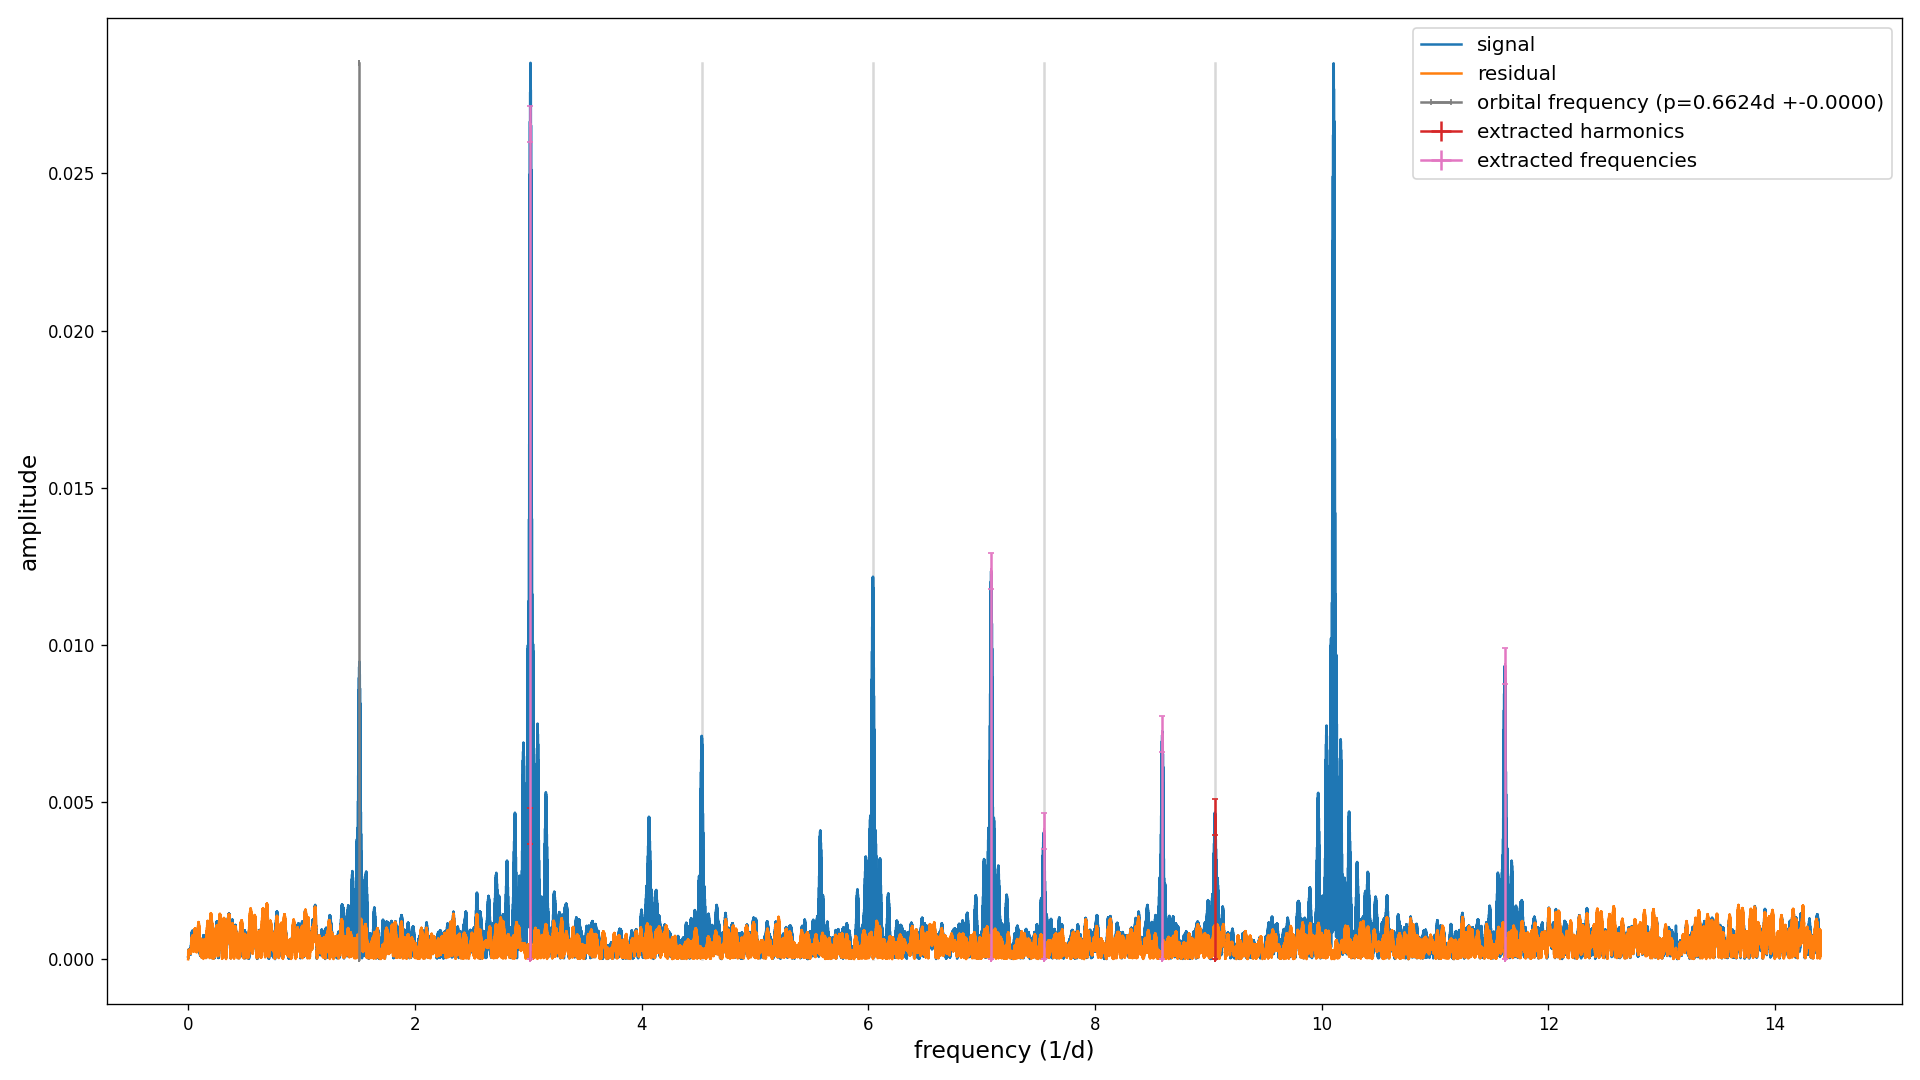 signal
residual
orbital frequency (p=0.6624d +-0.0000)
extracted harmonics
extracted frequencies
0.025
0.020
0.015
0.010
0.005
0.000
amplitude
0 2 4 6 8 10 12 14
frequency (1/d)